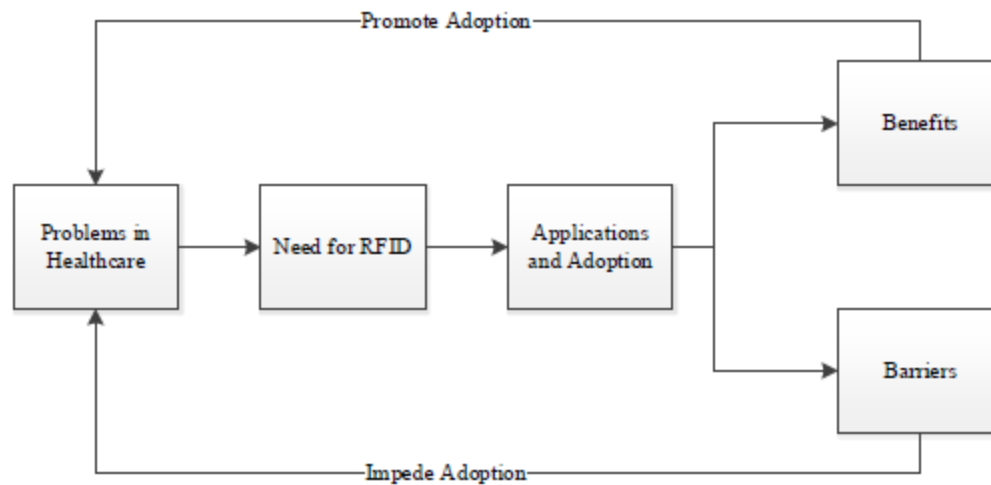 Promote Adoption
Benefits
Problems in
Healthcare
Need for RFID
Applications
and Adoption
Barriers
Impede Adoption